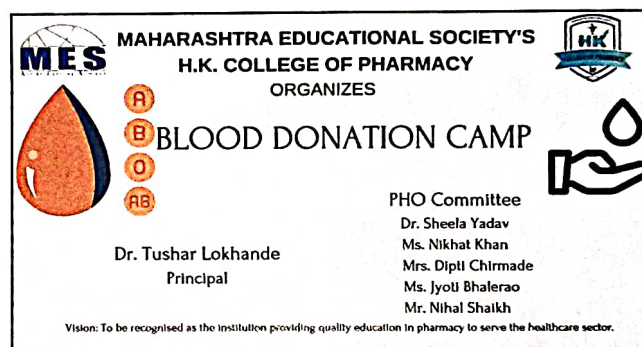 MES
MAHARASHTRA EDUCATIONAL SOCIETY'S
H.K. COLLEGE OF PHARMACY
ORGANIZES
HK
A
B
O
AB
BLOOD DONATION CAMP
PHO Committee
Dr. Sheela Yadav
Ms. Nikhat Khan
Mrs. Dipti Chirmade
Ms. Jyoti Bhalerao
Mr. Nihal Shaikh
Dr. Tushar Lokhande
Principal
Vision: To be recognised as the institution providing quality education in pharmacy to serve the healthcare sector.